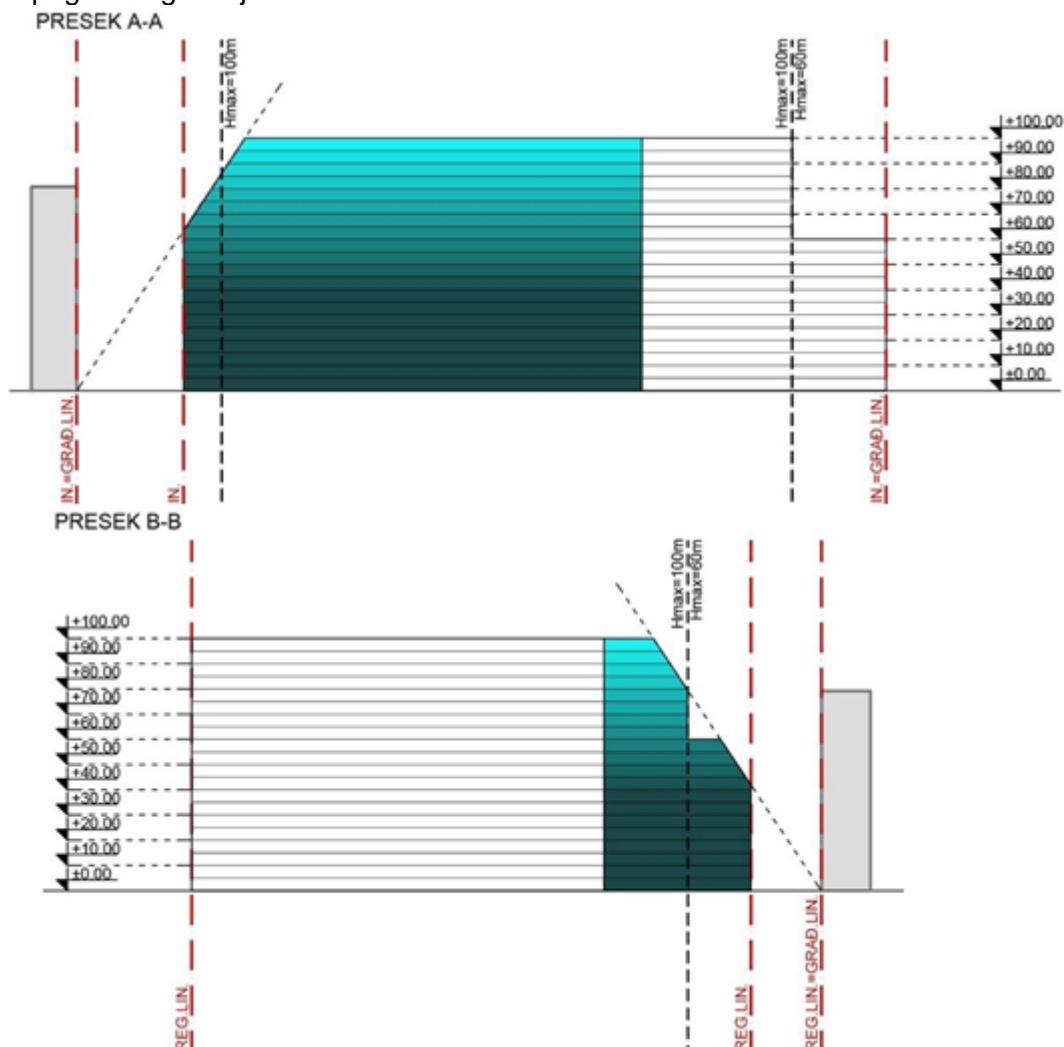 PRESEK A-A
Hmax=100m
Hmax=100m
Hmax=60m
+100.00
+90.00
+80.00
+70.00
+60.00
+50.00
+40.00
+30.00
+20.00
+10.00
±0.00
IN.=GRAĐ.LIN.
IN.
IN.=GRAĐ.LIN.
PRESEK B-B
Hmax=100m
Hmax=60m
+100.00
+90.00
+80.00
+70.00
+60.00
+50.00
+40.00
+30.00
+20.00
+10.00
±0.00
REG.LIN.
REG.LIN.
REG.LIN.=GRAĐ.LIN.